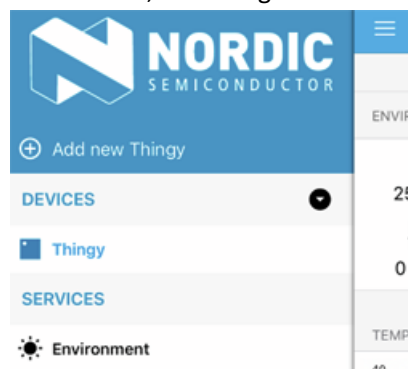 NORDIC
SEMICONDUCTOR
ENVIR
Add new Thingy
DEVICES
25
Thingy
0
SERVICES
TEMP
Environment